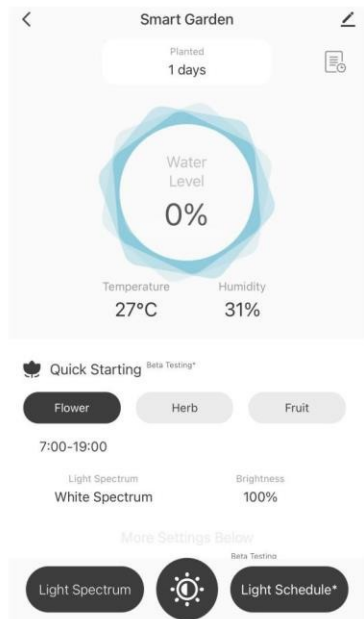 Smart Garden
Planted
1 days
Water
Level
0%
Temperature Humidity
27°C 31%
Quick Starting Beta Testing*
Flower Herb Fruit
7:00-19:00
Light Spectrum Brightness
White Spectrum 100%
More Settings Below
Beta Testing
Light Spectrum Light Schedule*